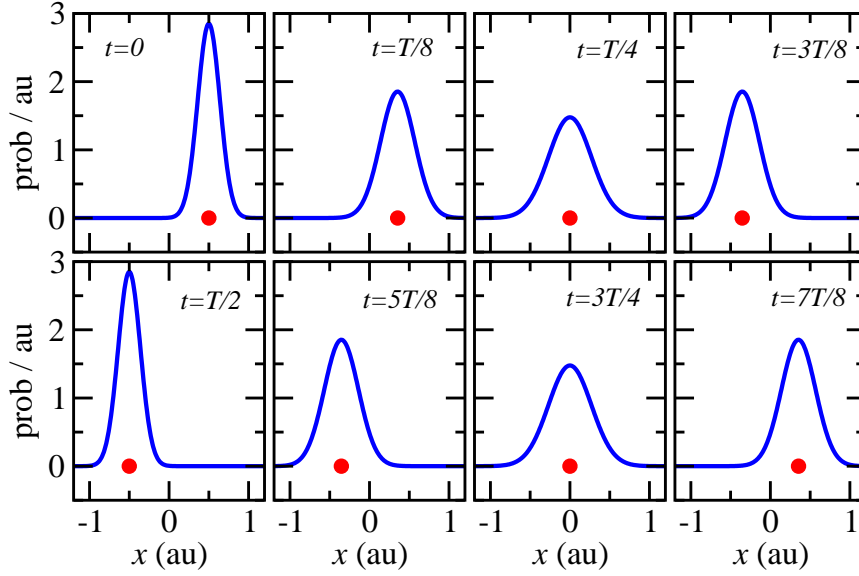 3
2
1
0
prob / au
t=0
t=T/8
t=T/4
t=3T/8
3
2
1
0
prob / au
t=T/2
t=5T/8
t=3T/4
t=7T/8
-1 0 1 -1 0 1 -1 0 1 -1 0 1
x (au) x (au) x (au) x (au)